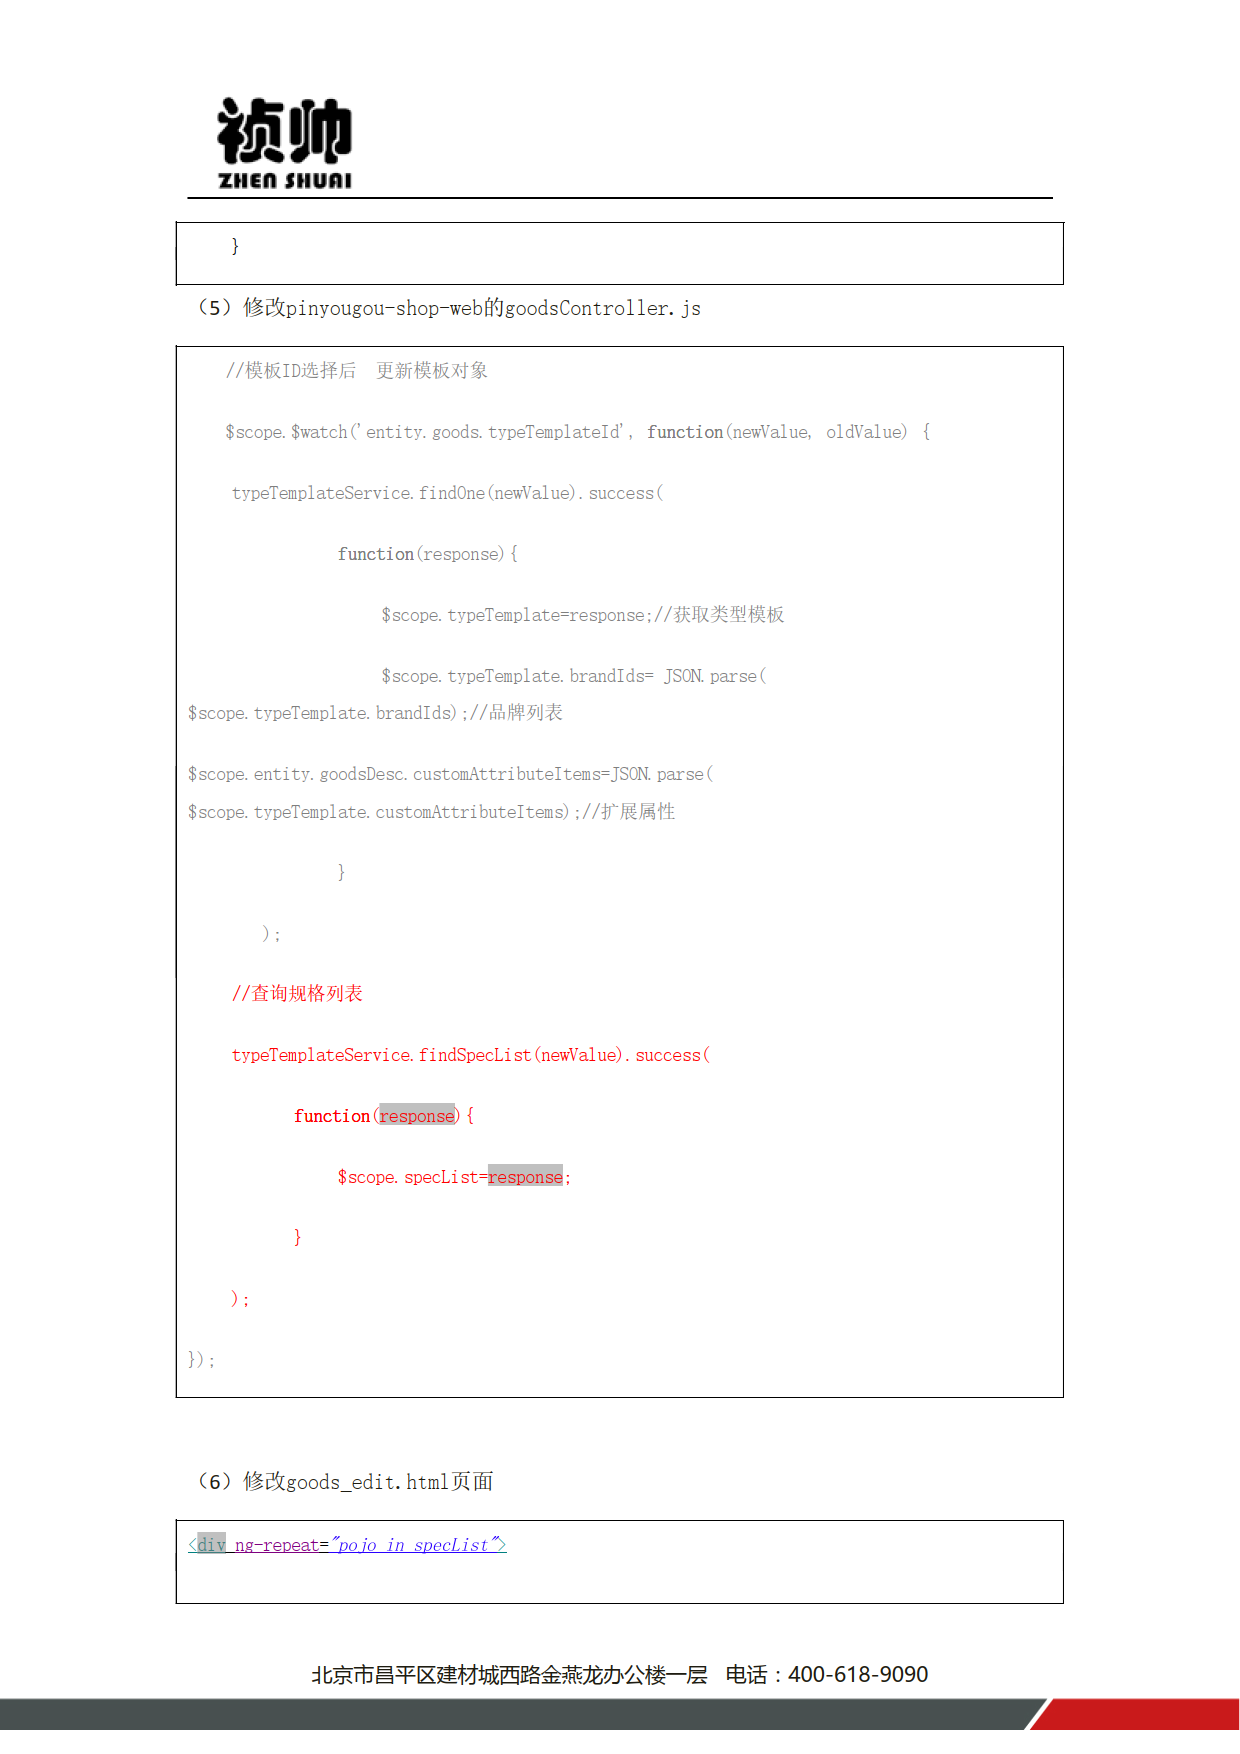 祯帅
ZHEN SHUAI
}
（5）修改pinyougou-shop-web的goodsController.js
//模板ID选择后  更新模板对象
$scope.$watch('entity.goods.typeTemplateId', function(newValue, oldValue) {
typeTemplateService.findOne(newValue).success(
function(response){
$scope.typeTemplate=response;//获取类型模板
$scope.typeTemplate.brandIds= JSON.parse(
$scope.typeTemplate.brandIds);//品牌列表
$scope.entity.goodsDesc.customAttributeItems=JSON.parse(
$scope.typeTemplate.customAttributeItems);//扩展属性
}
);
//查询规格列表
typeTemplateService.findSpecList(newValue).success(
function(response){
$scope.specList=response;
}
);
});
（6）修改goods_edit.html页面
<div ng-repeat="pojo in specList">
北京市昌平区建材城西路金燕龙办公楼一层  电话：400-618-9090